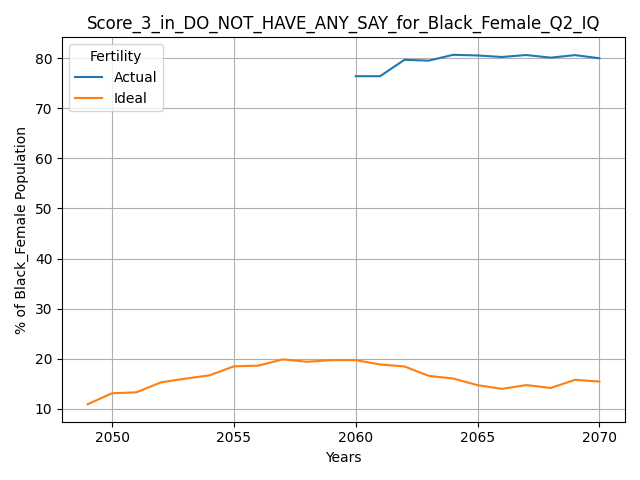 Score_3_in_DO_NOT_HAVE_ANY_SAY_for_Black_Female_Q2_IQ
Fertility
Actual
Ideal
% of Black_Female Population
80
70
60
50
40
30
20
10
2050 2055 2060 2065 2070
Years